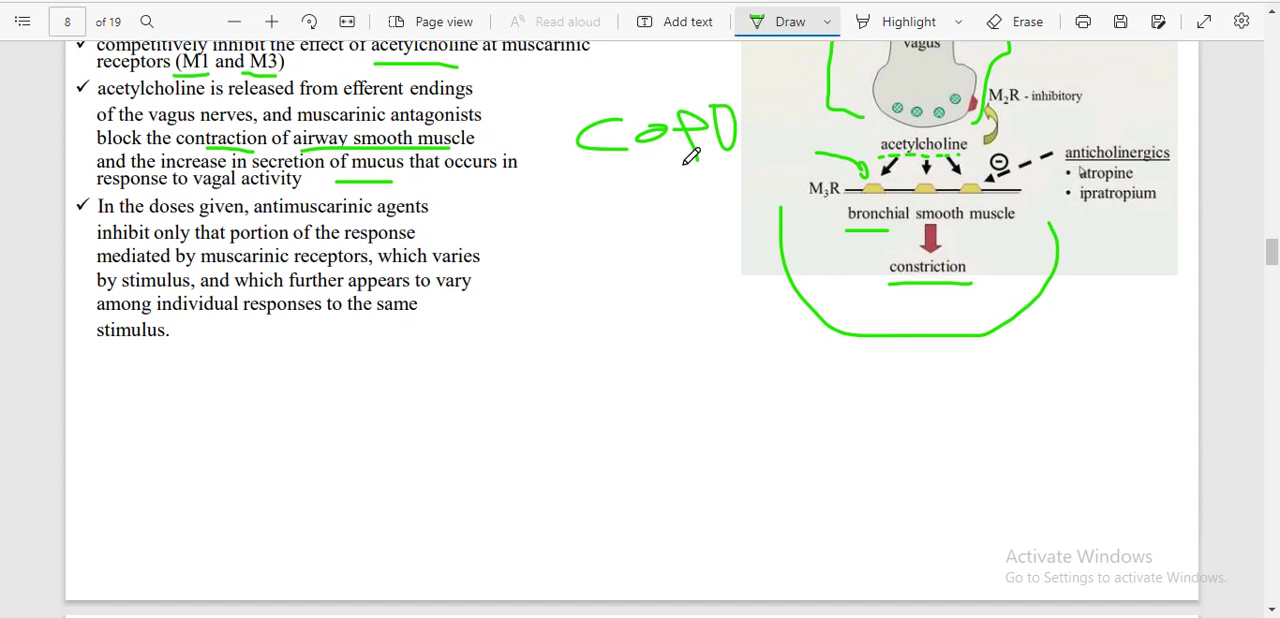 8 of 19 Page view Read aloud Add text Draw Highlight Erase
competitively inhibit the effect of acetylcholine at muscarinic
receptors (M1 and M3)
✓ acetylcholine is released from efferent endings
of the vagus nerves, and muscarinic antagonists
block the contraction of airway smooth muscle
and the increase in secretion of mucus that occurs in
response to vagal activity
✓ In the doses given, antimuscarinic agents
inhibit only that portion of the response
mediated by muscarinic receptors, which varies
by stimulus, and which further appears to vary
among individual responses to the same
stimulus.
COPD
vagus
M2R - inhibitory
acetylcholine
anticholinergics
• atropine
• ipratropium
M3R
bronchial smooth muscle
constriction
Activate Windows
Go to Settings to activate Windows.